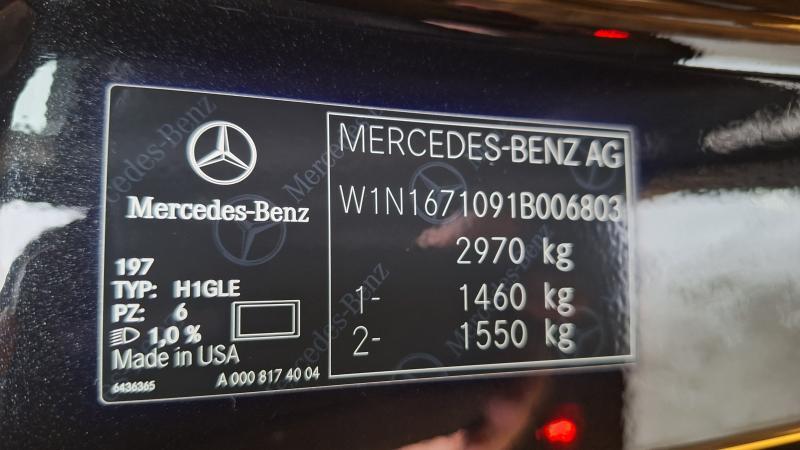 Mercedes-Benz
197
TYP: H1GLE
PZ: 6
1,0 %
Made in USA
6436365
A 000 817 40 04
MERCEDES-BENZ AG
W1N1671091B006803
2970 kg
1- 1460 kg
2- 1550 kg